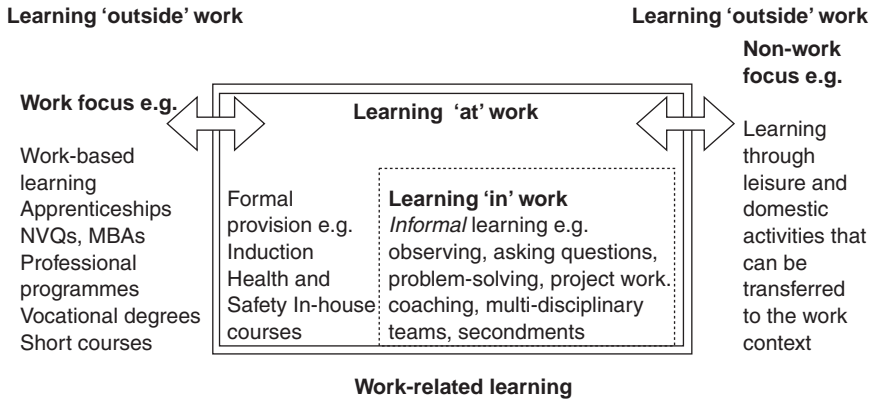 Learning ‘outside’ work
Learning ‘outside’ work
Work focus e.g.
Work-based
learning
Apprenticeships
NVQs, MBAs
Professional
programmes
Vocational degrees
Short courses
Learning ‘at’ work
Formal
provision e.g.
Induction
Health and
Safety In-house
courses
Learning ‘in’ work
Informal learning e.g.
observing, asking questions,
problem-solving, project work.
coaching, multi-disciplinary
teams, secondments
Non-work
focus e.g.
Learning
through
leisure and
domestic
activities that
can be
transferred
to the work
context
Work-related learning